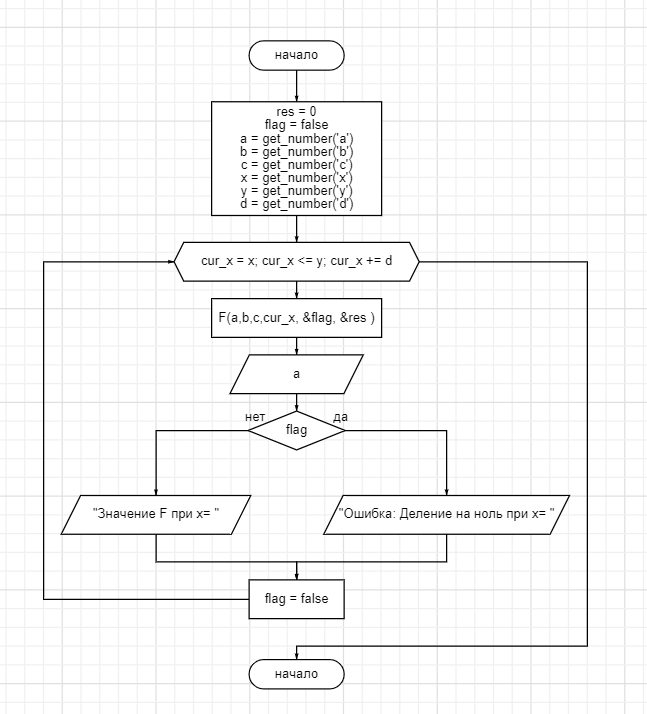 начало
res = 0
flag = false
a = get_number('a')
b = get_number('b')
c = get_number('c')
x = get_number('x')
y = get_number('y')
d = get_number('d')
cur_x = x; cur_x <= y; cur_x += d
F(a,b,c,cur_x, &flag, &res )
a
нет
да
flag
"Значение F при x= "
"Ошибка: Деление на ноль при x= "
flag = false
начало